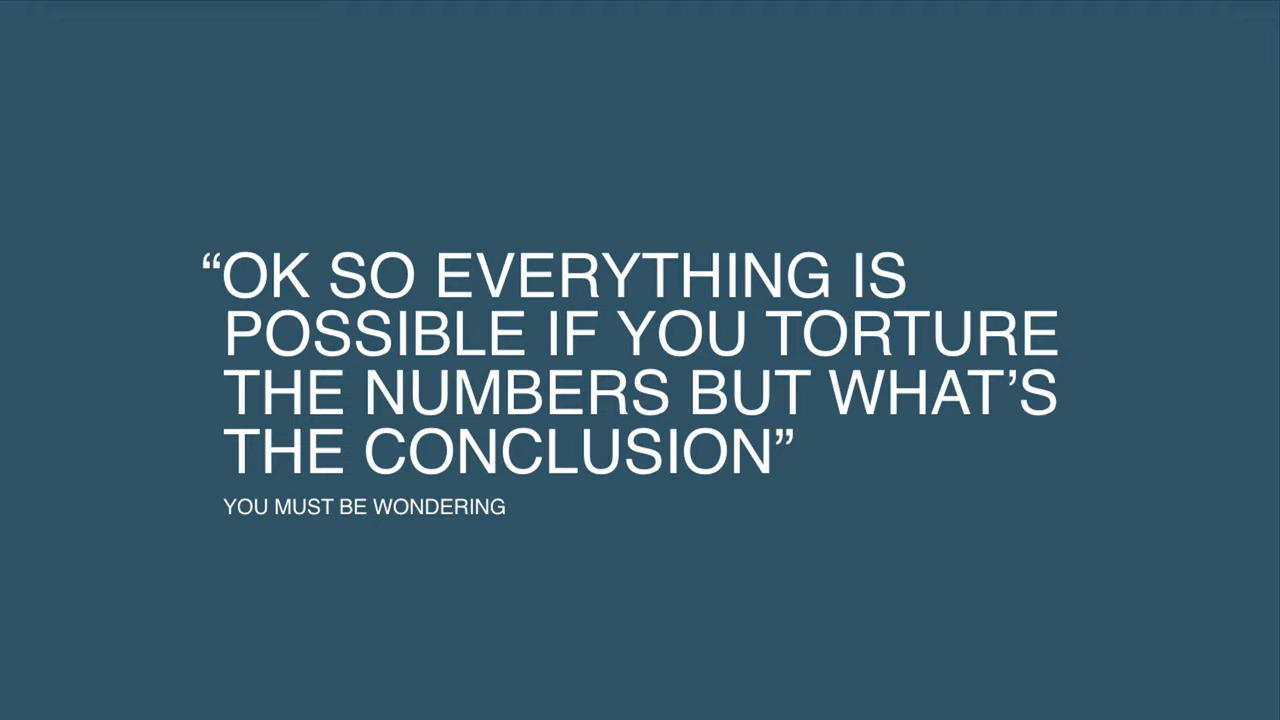 “OK SO EVERYTHING IS
POSSIBLE IF YOU TORTURE
THE NUMBERS BUT WHAT’S
THE CONCLUSION”
YOU MUST BE WONDERING